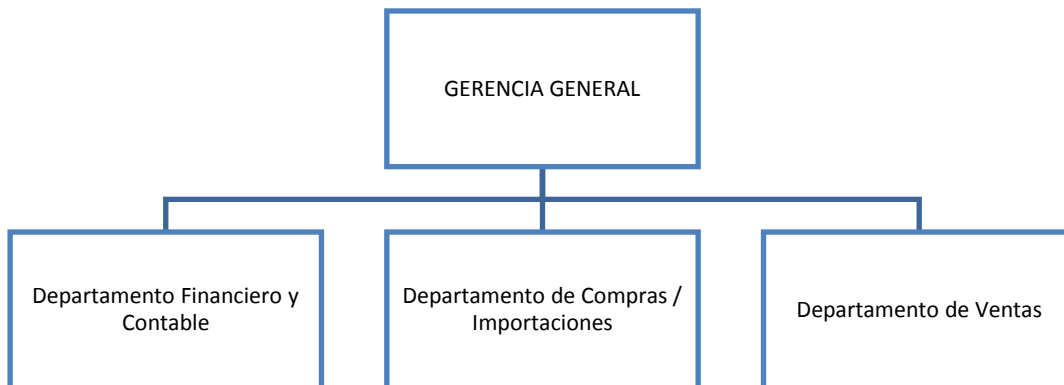 GERENCIA GENERAL
Departamento Financiero y
Contable
Departamento de Compras /
Importaciones
Departamento de Ventas